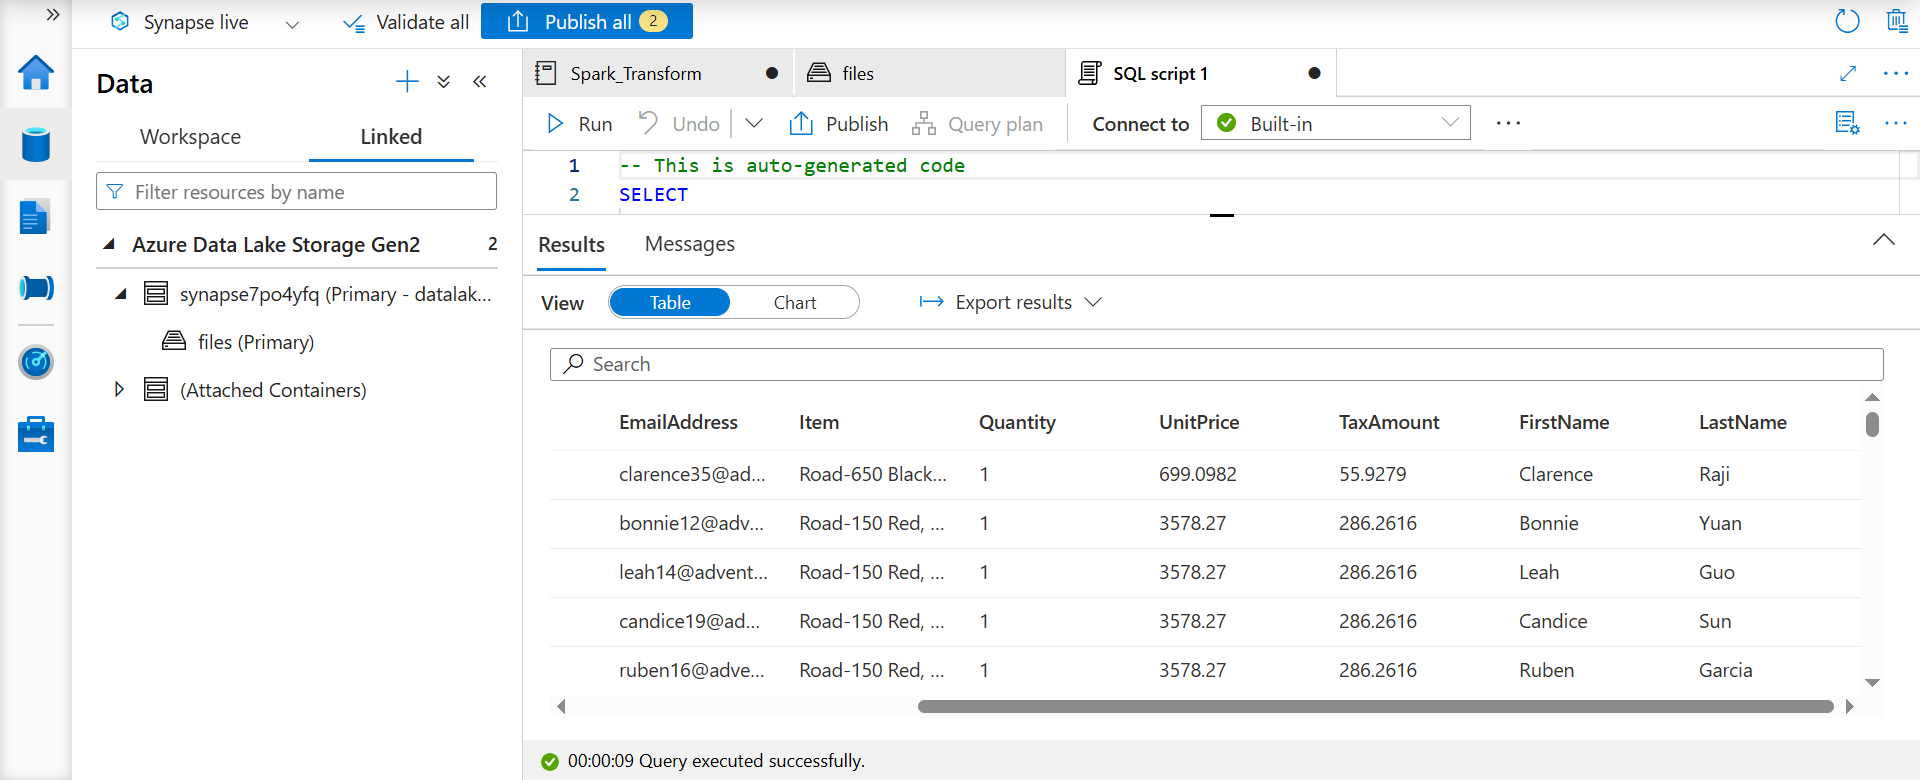 Synapse live Validate all Publish all 2
Data
Workspace Linked
Filter resources by name
Azure Data Lake Storage Gen2 2
synapse7po4yfq (Primary - datalak...
files (Primary)
(Attached Containers)
Spark_Transform files SQL script 1
Run Undo Publish Query plan Connect to Built-in
1 -- This is auto-generated code
2 SELECT
Results Messages
View Table Chart Export results
Search
EmailAddress Item Quantity UnitPrice TaxAmount FirstName LastName
clarence35@ad... Road-650 Black... 1 699.0982 55.9279 Clarence Raji
bonnie12@adv... Road-150 Red, ... 1 3578.27 286.2616 Bonnie Yuan
leah14@advent... Road-150 Red, ... 1 3578.27 286.2616 Leah Guo
candice19@ad... Road-150 Red, ... 1 3578.27 286.2616 Candice Sun
ruben16@adve... Road-150 Red, ... 1 3578.27 286.2616 Ruben Garcia
00:00:09 Query executed successfully.